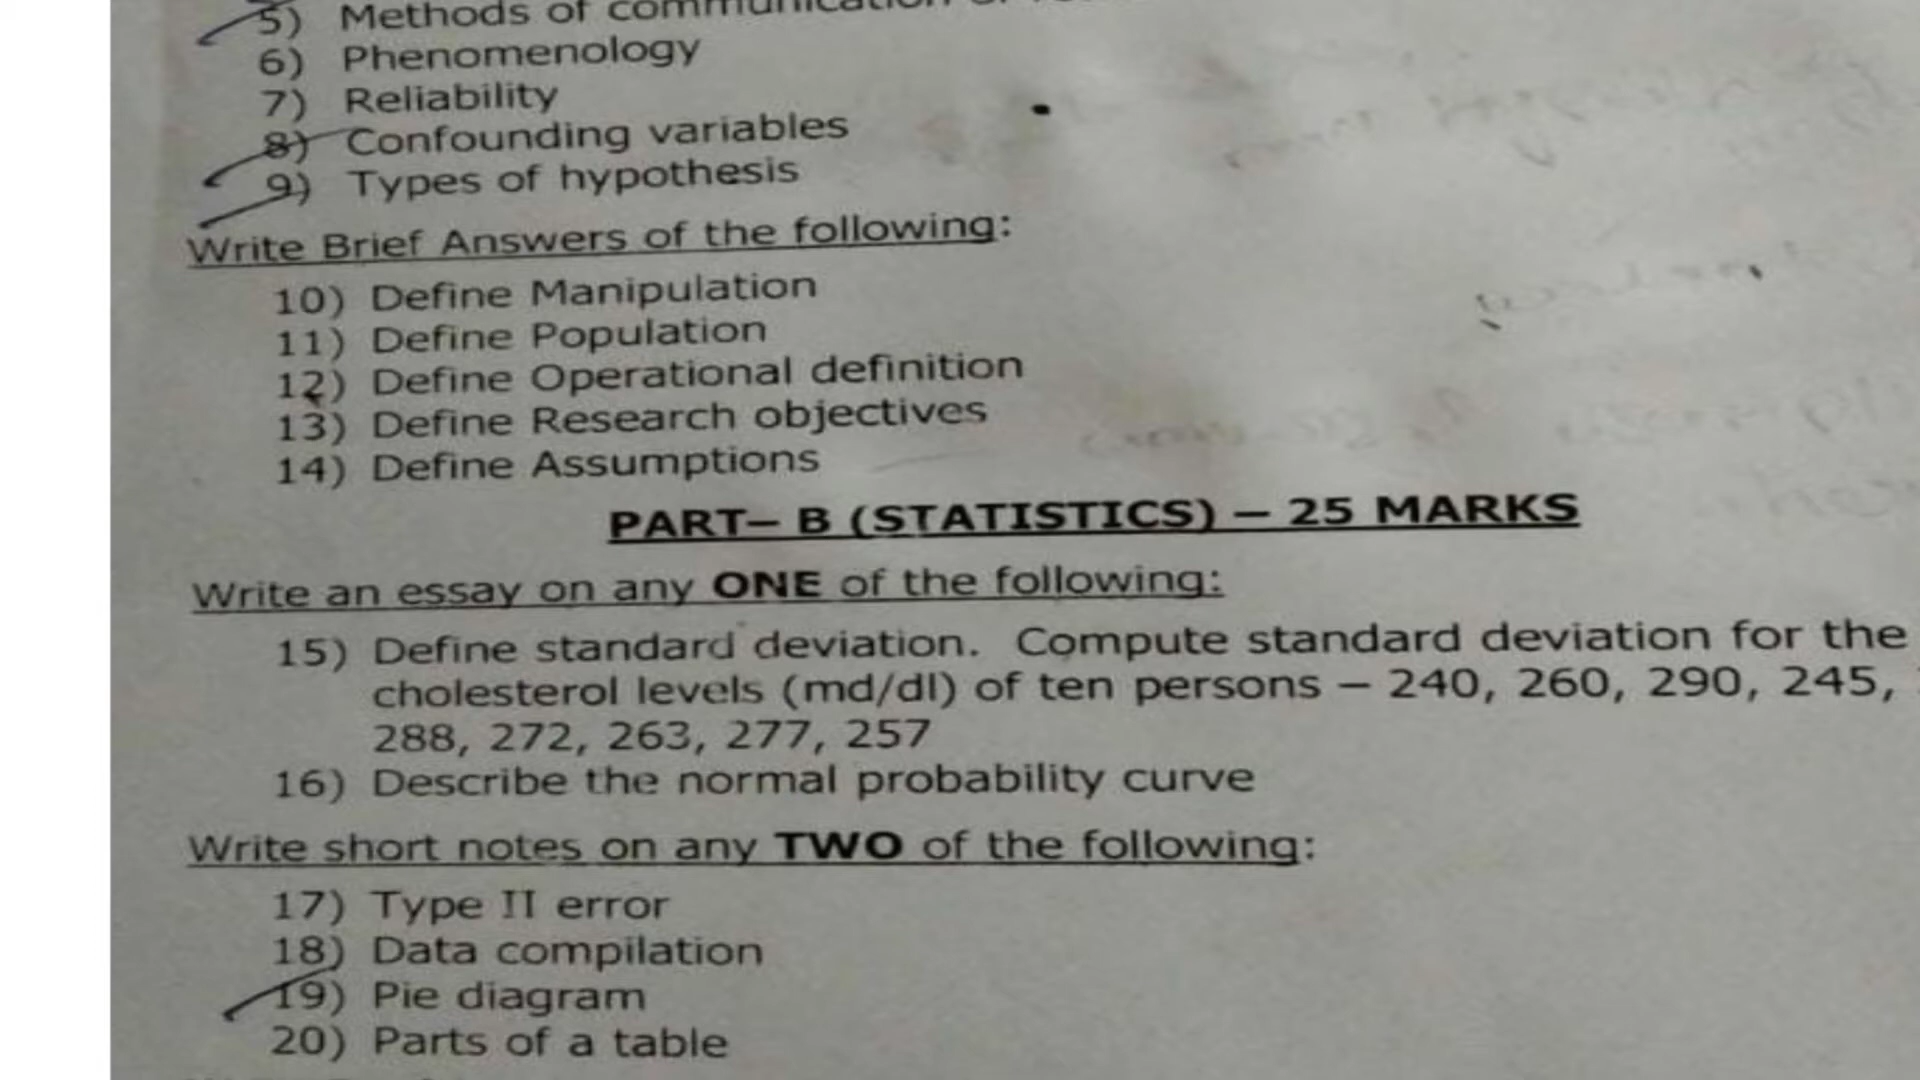 5) Methods of communication of
6) Phenomenology
7) Reliability
8) Confounding variables
9) Types of hypothesis
Write Brief Answers of the following:
10) Define Manipulation
11) Define Population
12) Define Operational definition
13) Define Research objectives
14) Define Assumptions
PART– B (STATISTICS) – 25 MARKS
Write an essay on any ONE of the following:
15) Define standard deviation. Compute standard deviation for the
cholesterol levels (md/dl) of ten persons – 240, 260, 290, 245,
288, 272, 263, 277, 257
16) Describe the normal probability curve
Write short notes on any TWO of the following:
17) Type II error
18) Data compilation
19) Pie diagram
20) Parts of a table